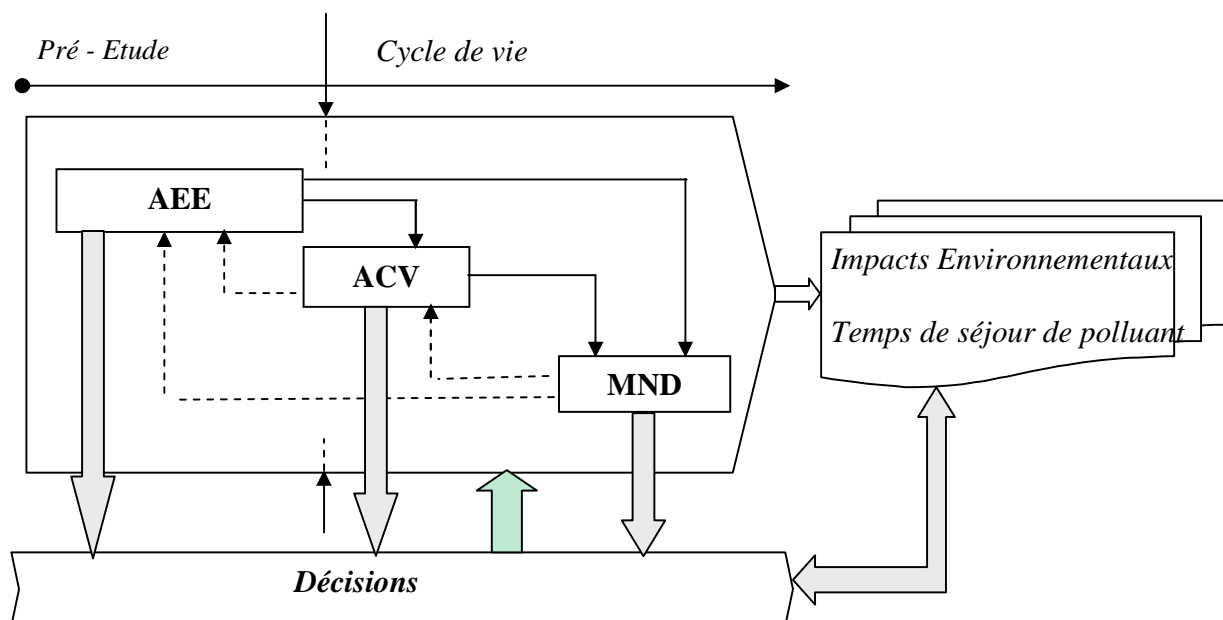 Pré - Etude
Cycle de vie
AEE
ACV
MND
Impacts Environnementaux
Temps de séjour de polluant
Décisions